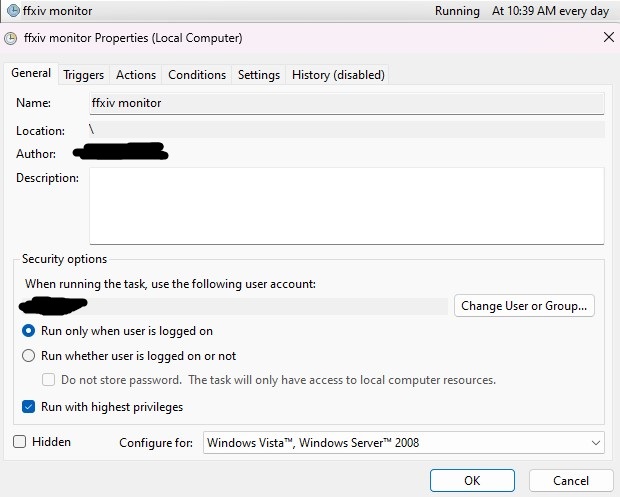 ffxiv monitor Running At 10:39 AM every day
ffxiv monitor Properties (Local Computer)
General Triggers Actions Conditions Settings History (disabled)
Name: ffxiv monitor
Location: \
Author:
Description:
Security options
When running the task, use the following user account:
Change User or Group...
Run only when user is logged on
Run whether user is logged on or not
Do not store password. The task will only have access to local computer resources.
Run with highest privileges
Hidden Configure for: Windows Vista™, Windows Server™ 2008
OK Cancel